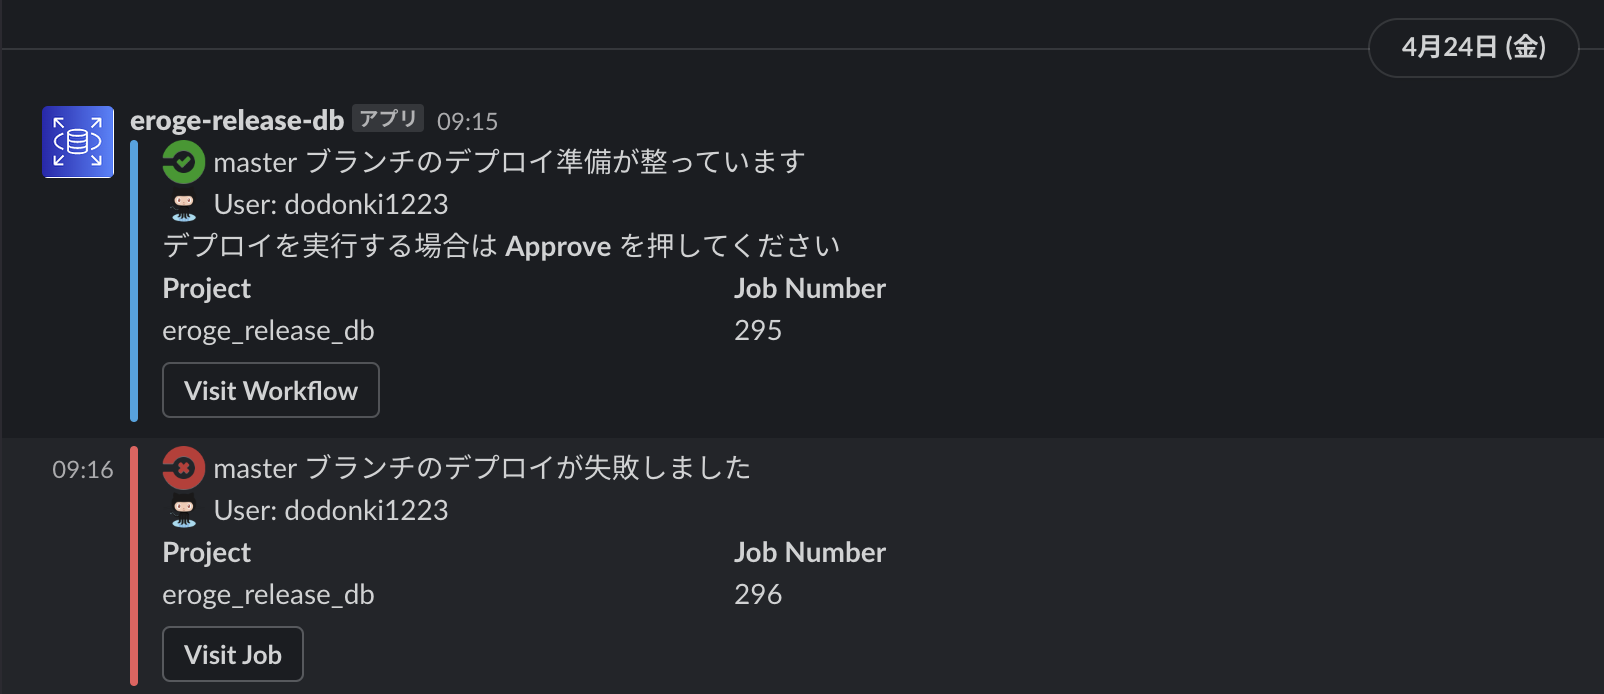 4月24日 (金)
eroge-release-db アプリ 09:15
master ブランチのデプロイ準備が整っています
User: dodonki1223
デプロイを実行する場合は Approve を押してください
Project Job Number
eroge_release_db 295
Visit Workflow
09:16 master ブランチのデプロイが失敗しました
User: dodonki1223
Project Job Number
eroge_release_db 296
Visit Job